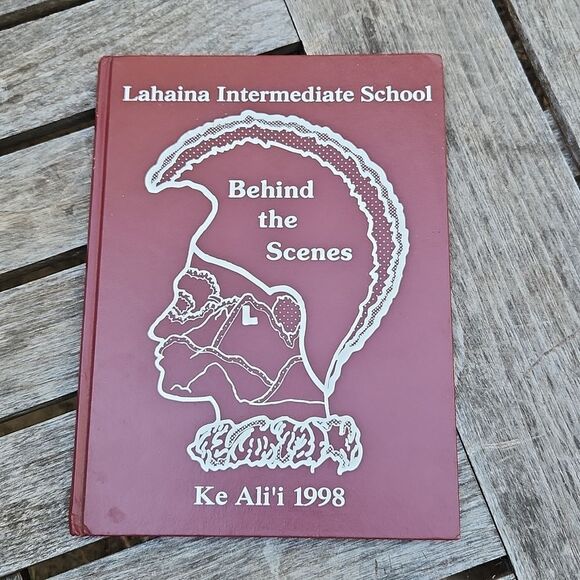 Lahaina Intermediate School
Behind
the
Scenes
L
Ke Ali'i 1998